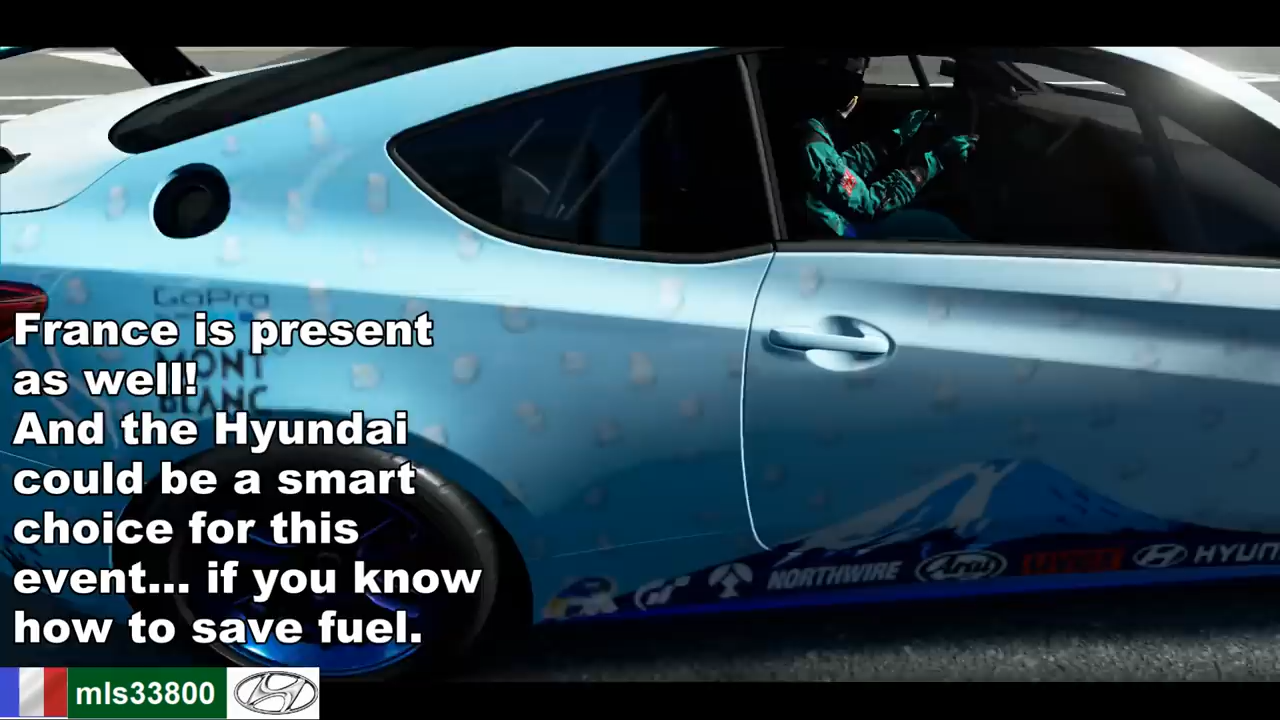 GoPro
MONT
BLANC
France is present
as well!
And the Hyundai
could be a smart
choice for this
event... if you know
how to save fuel.
NORTHWIRE
Arai
HYUN
mls33800